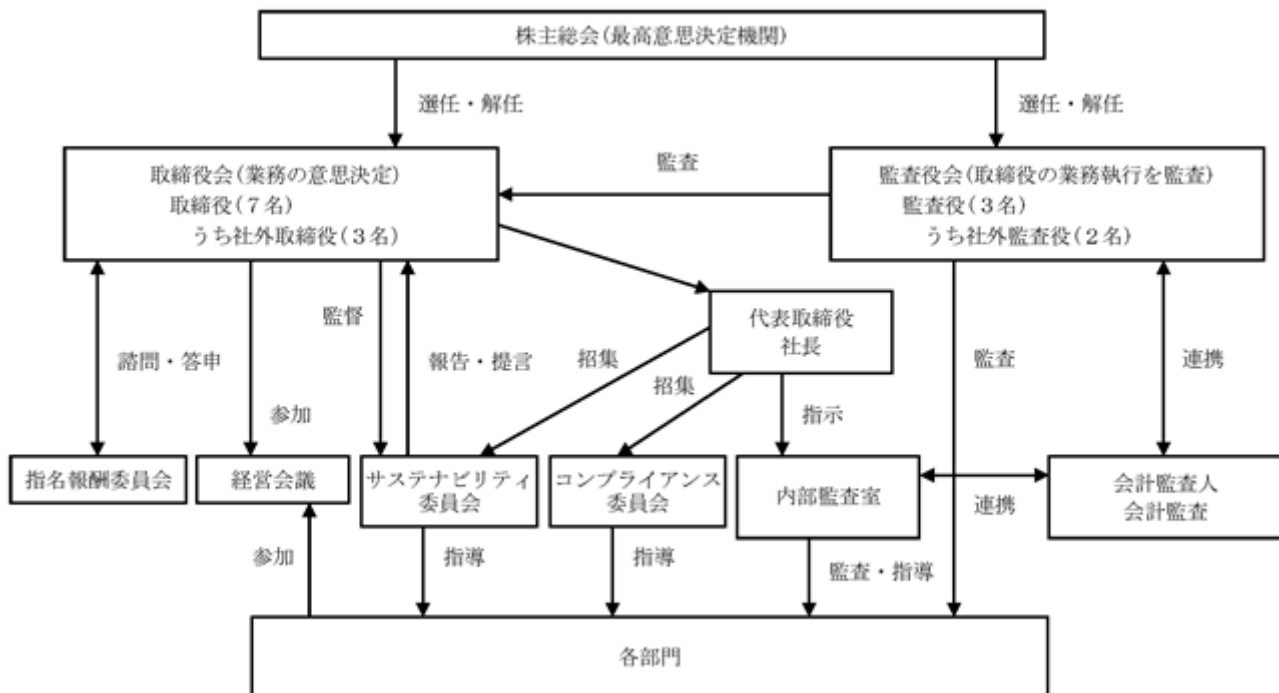 株主総会(最高意思決定機関)
選任・解任
選任・解任
取締役会(業務の意思決定)
取締役(7名)
うち社外取締役(3名)
監査
監査役会(取締役の業務執行を監査)
監査役(3名)
うち社外監査役(2名)
代表取締役
社長
諮問・答申
参加
監督
報告・提言
招集
招集
指示
監査
連携
指名報酬委員会
経営会議
サステナビリティ
委員会
コンプライアンス
委員会
内部監査室
連携
会計監査人
会計監査
参加
指導
指導
監査・指導
各部門